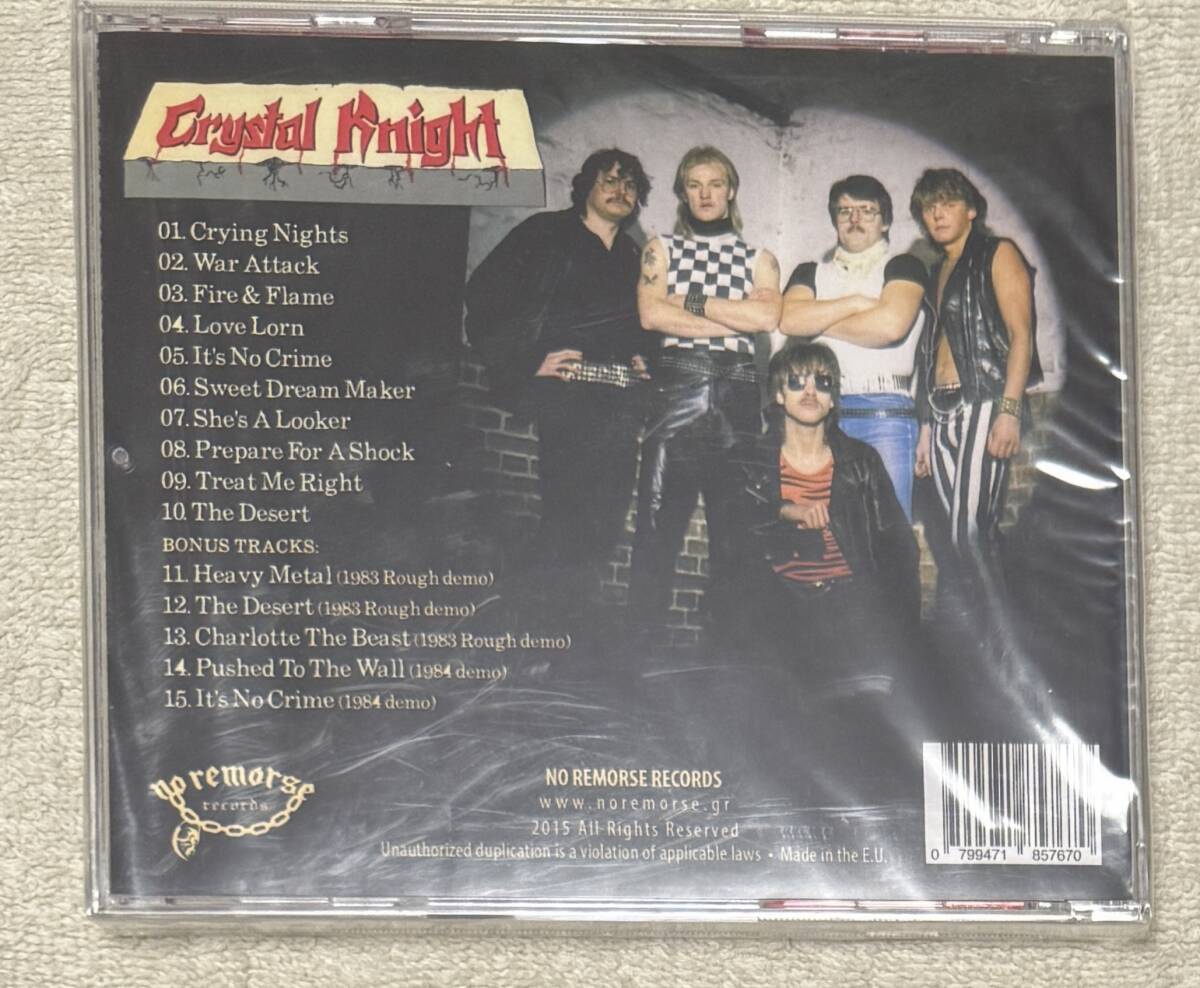 Crystal Knight
01. Crying Nights
02. War Attack
03. Fire & Flame
04. Love Lorn
05. It's No Crime
06. Sweet Dream Maker
07. She's A Looker
08. Prepare For A Shock
09. Treat Me Right
10. The Desert
BONUS TRACKS:
11. Heavy Metal (1983 Rough demo)
12. The Desert (1983 Rough demo)
13. Charlotte The Beast (1983 Rough demo)
14. Pushed To The Wall (1984 demo)
15. It's No Crime (1984 demo)
no remorse
records
NO REMORSE RECORDS
www.noremorse.gr
2015 All Rights Reserved
Unauthorized duplication is a violation of applicable laws • Made in the E.U.
0 799471 857670